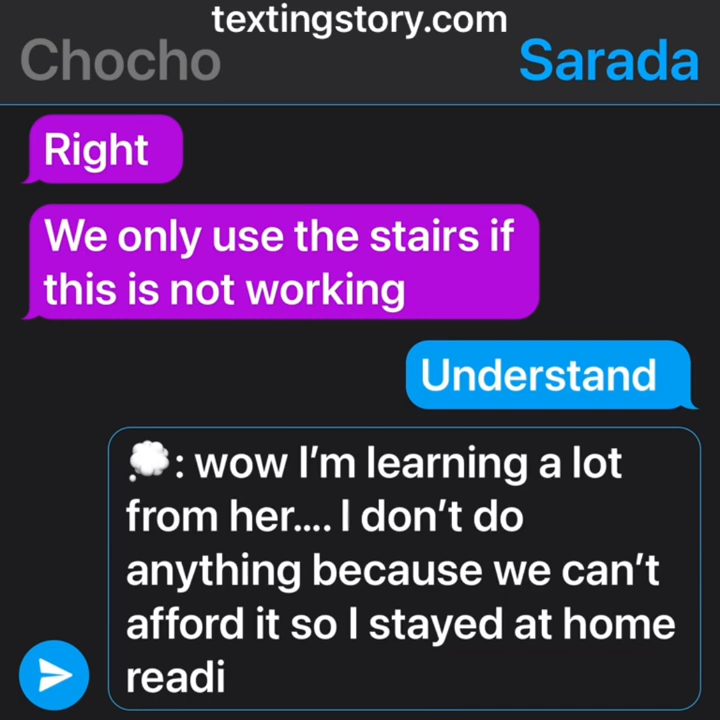 textingstory.com
Chocho
Sarada
Right
We only use the stairs if
this is not working
Understand
💭: wow I'm learning a lot
from her.... I don't do
anything because we can't
afford it so I stayed at home
readi